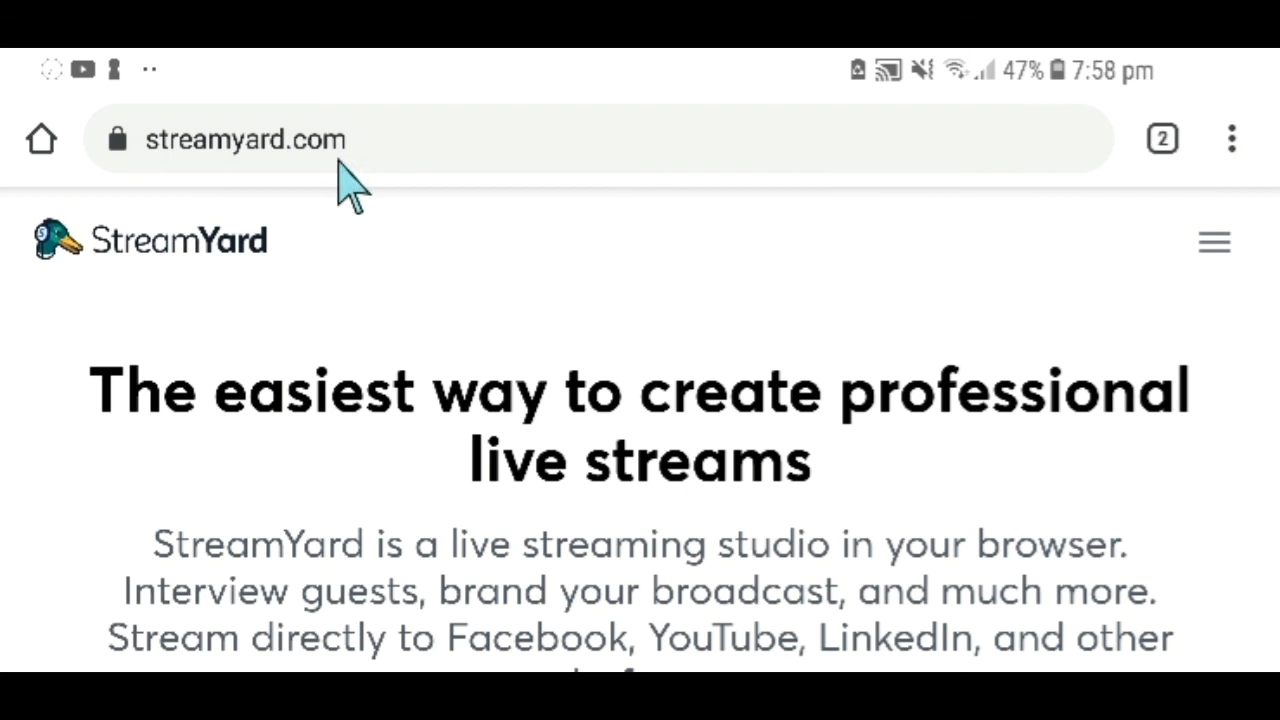 47% 7:58 pm
streamyard.com
2
StreamYard
The easiest way to create professional
live streams
StreamYard is a live streaming studio in your browser.
Interview guests, brand your broadcast, and much more.
Stream directly to Facebook, YouTube, LinkedIn, and other